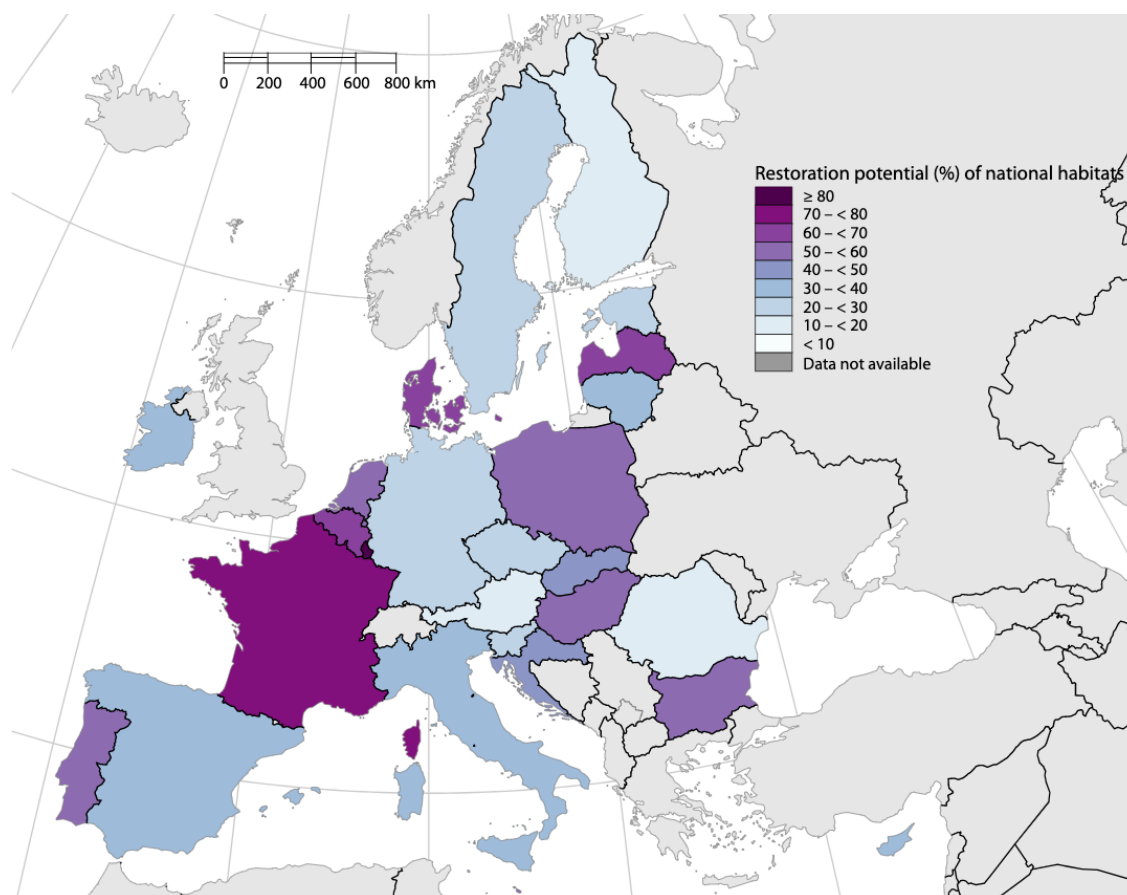 0 200 400 600 800 km
Restoration potential (%) of national habitats
≥ 80
70 – < 80
60 – < 70
50 – < 60
40 – < 50
30 – < 40
20 – < 30
10 – < 20
< 10
Data not available